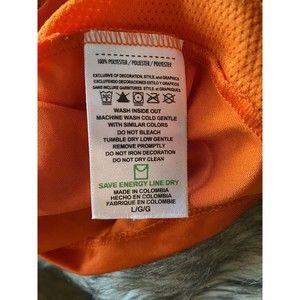 100% POLYESTER / POLYESTER / POLYESTER
EXCLUSIVE OF DECORATION, STYLE, and GRAPHICS
EXCLUYENDO DECORACIONES ESTILO Y GRAFICOS
SANS INCLURE GARNITURES. STYLE. et GRAPHIQUES
WASH INSIDE OUT
MACHINE WASH COLD GENTLE
WITH SIMILAR COLORS
DO NOT BLEACH
TUMBLE DRY LOW GENTLE
REMOVE PROMPTLY
DO NOT IRON DECORATION
DO NOT DRY CLEAN
SAVE ENERGY LINE DRY
MADE IN COLOMBIA
HECHO EN COLOMBIA
FABRIQUE EN COLOMBIE
L/G/G